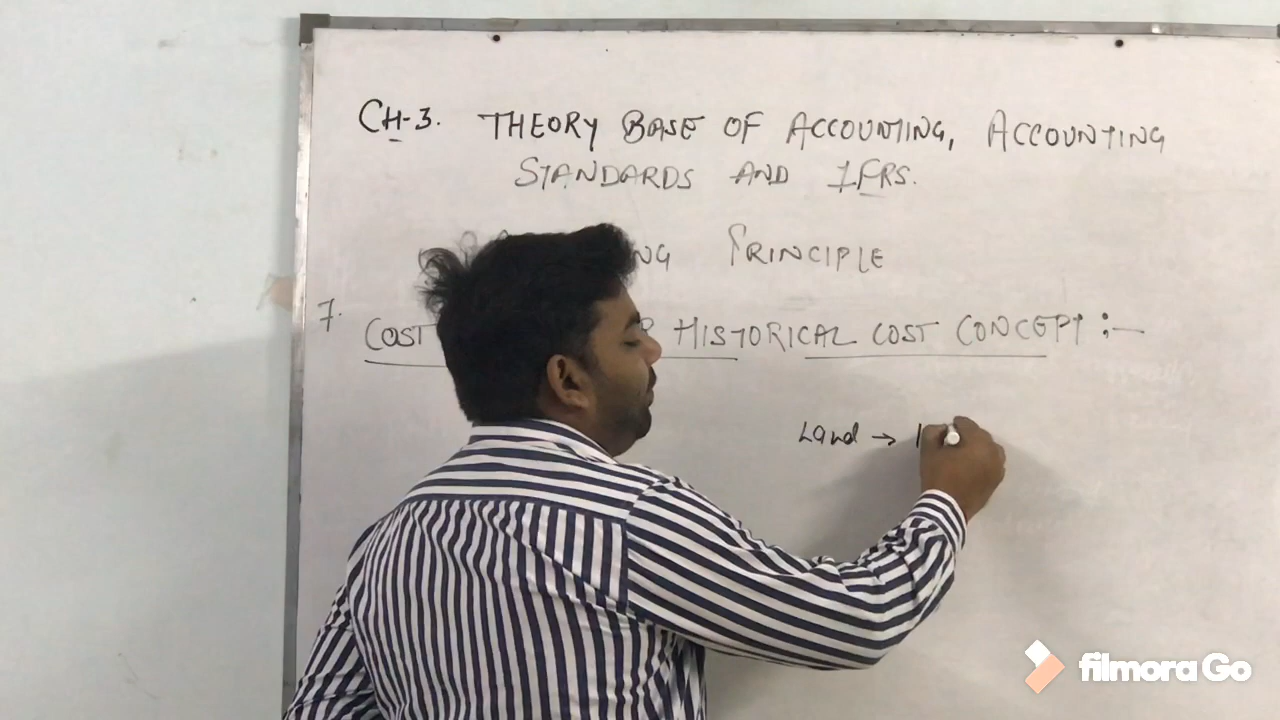 CH-3. THEORY BASE OF ACCOUNTING, ACCOUNTING
STANDARDS AND IFRS.
PRINCIPLE
7. COST HISTORICAL COST CONCEPT :-
Land →
filmora Go